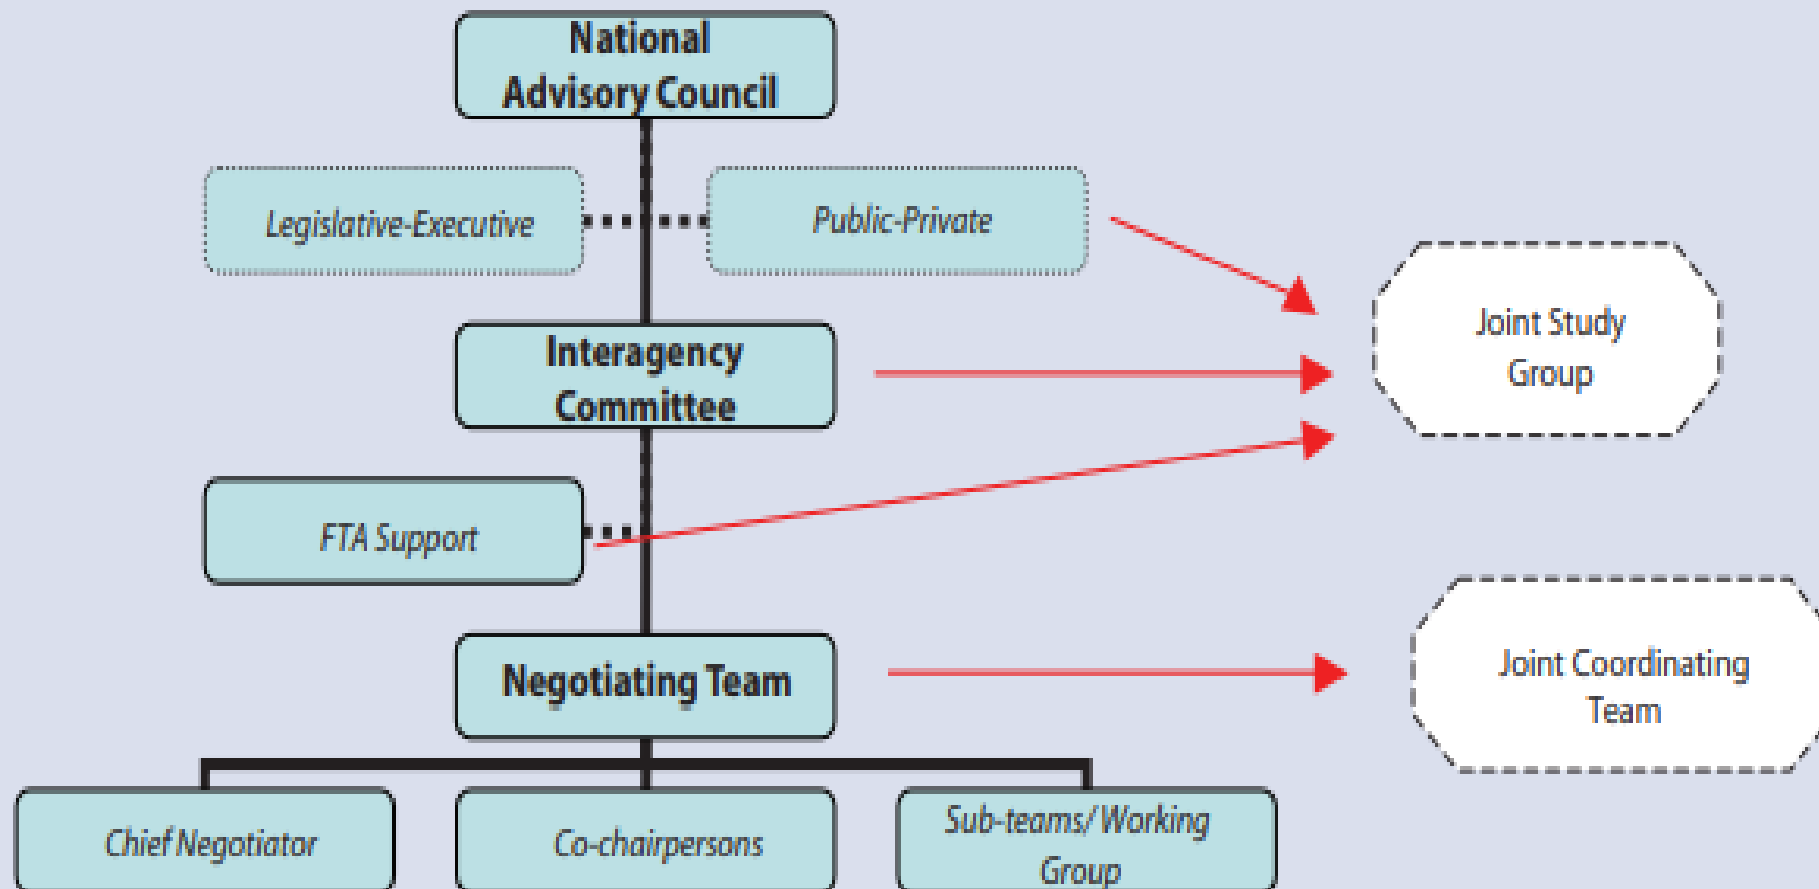 National
Advisory Council
Legislative-Executive
Public-Private
Joint Study
Group
Interagency
Committee
FTA Support
Negotiating Team
Joint Coordinating
Team
Chief Negotiator
Co-chairpersons
Sub-teams/Working
Group